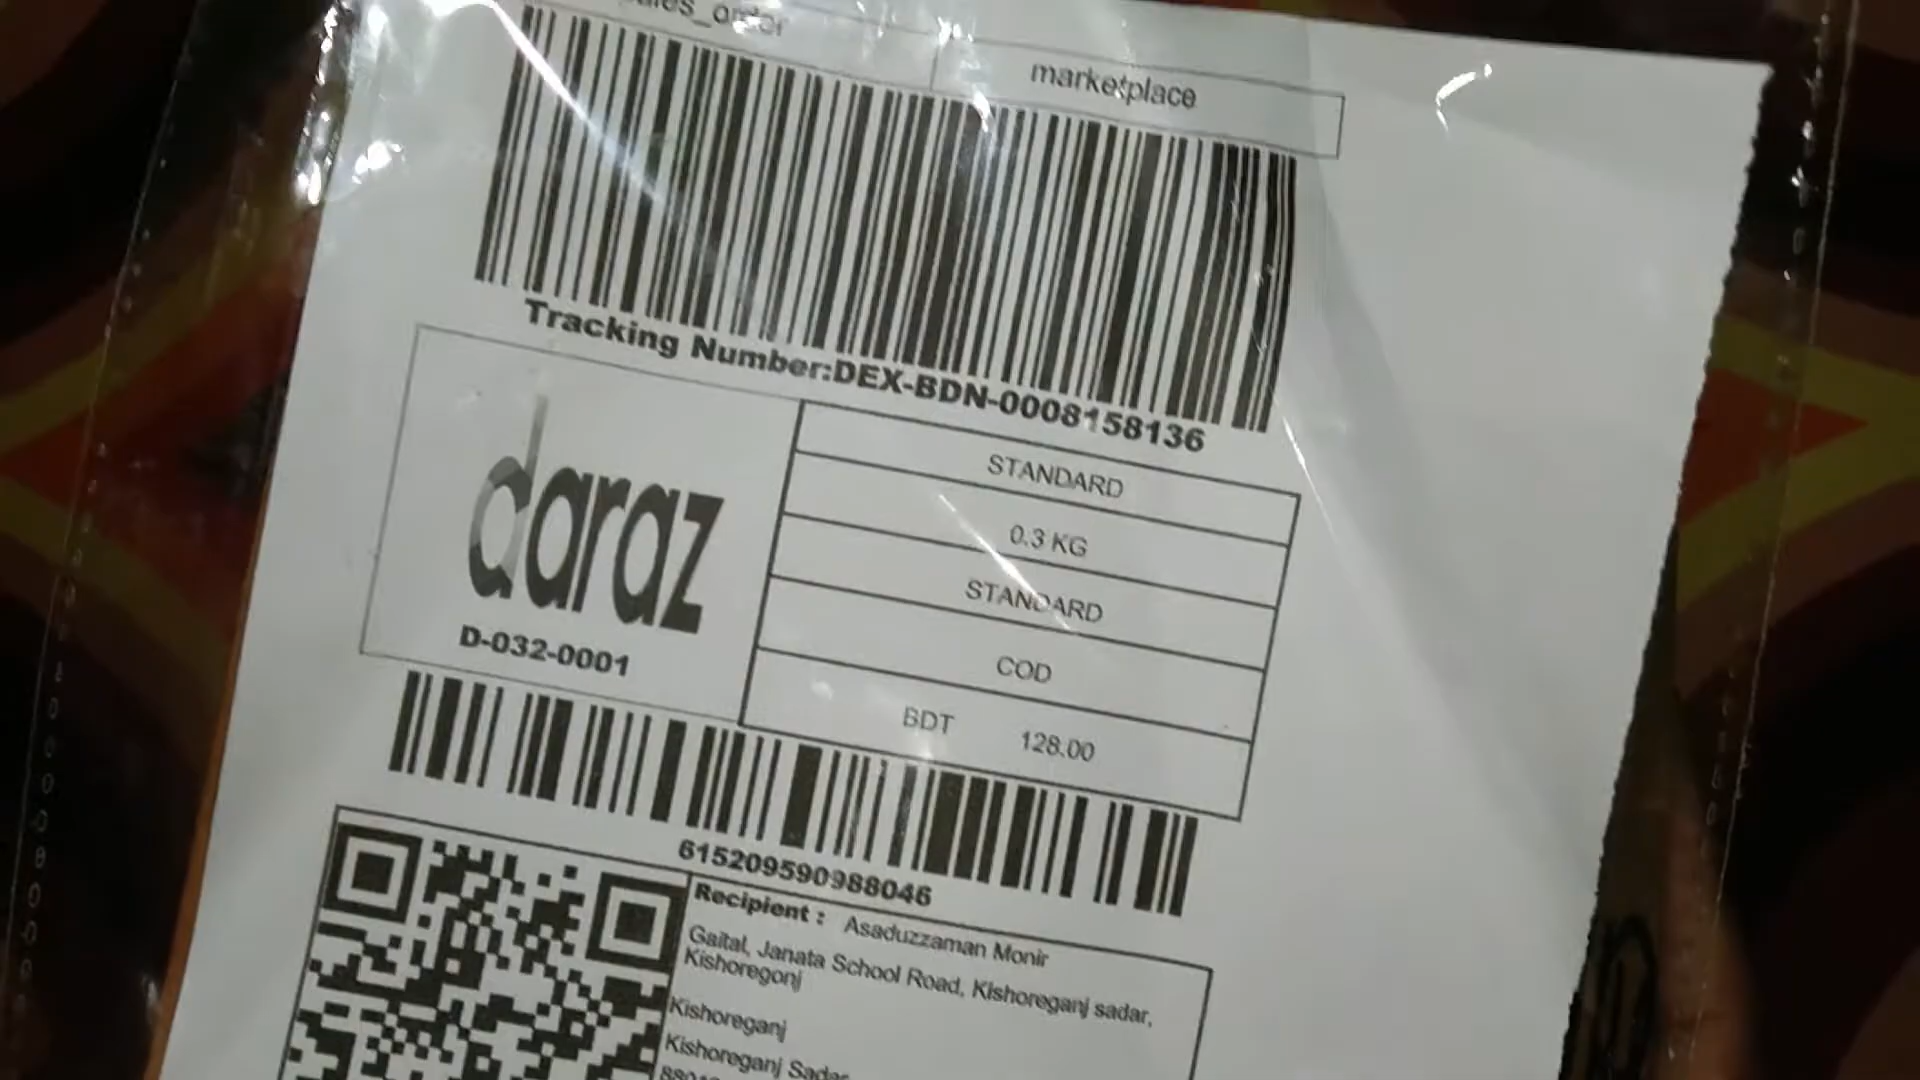 marketplace
Tracking Number:DEX-BDN-0008158136
daraz
D-032-0001
STANDARD
0.3 KG
STANDARD
COD
BDT 128.00
615209590988046
Recipient : Asaduzzaman Monir
Gaital, Janata School Road, Kishoreganj sadar,
Kishoregonj
Kishoreganj
Kishoreganj Sadar